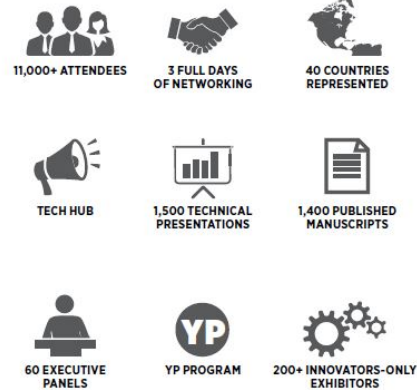 11,000+ ATTENDEES
3 FULL DAYS
OF NETWORKING
40 COUNTRIES
REPRESENTED
TECH HUB
1,500 TECHNICAL
PRESENTATIONS
1,400 PUBLISHED
MANUSCRIPTS
60 EXECUTIVE
PANELS
YP
YP PROGRAM
200+ INNOVATORS-ONLY
EXHIBITORS